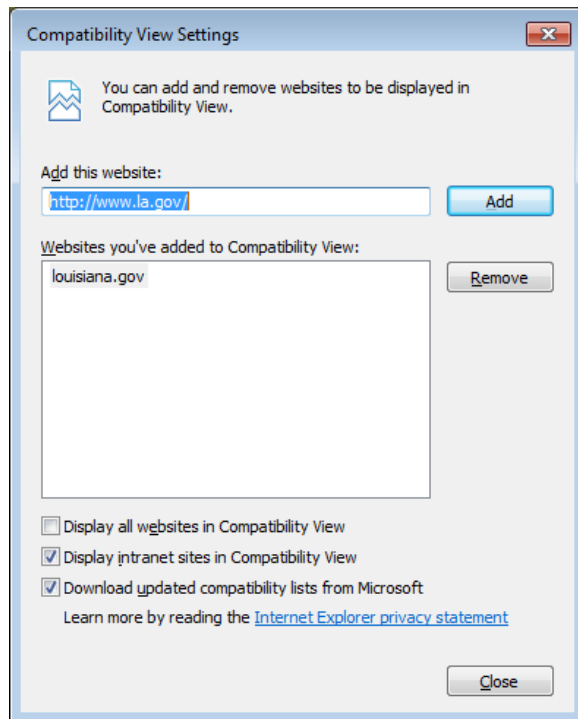 Compatibility View Settings
You can add and remove websites to be displayed in
Compatibility View.
Add this website:
http://www.la.gov/
Add
Websites you've added to Compatibility View:
louisiana.gov
Remove
Display all websites in Compatibility View
Display intranet sites in Compatibility View
Download updated compatibility lists from Microsoft
Learn more by reading the Internet Explorer privacy statement
Close